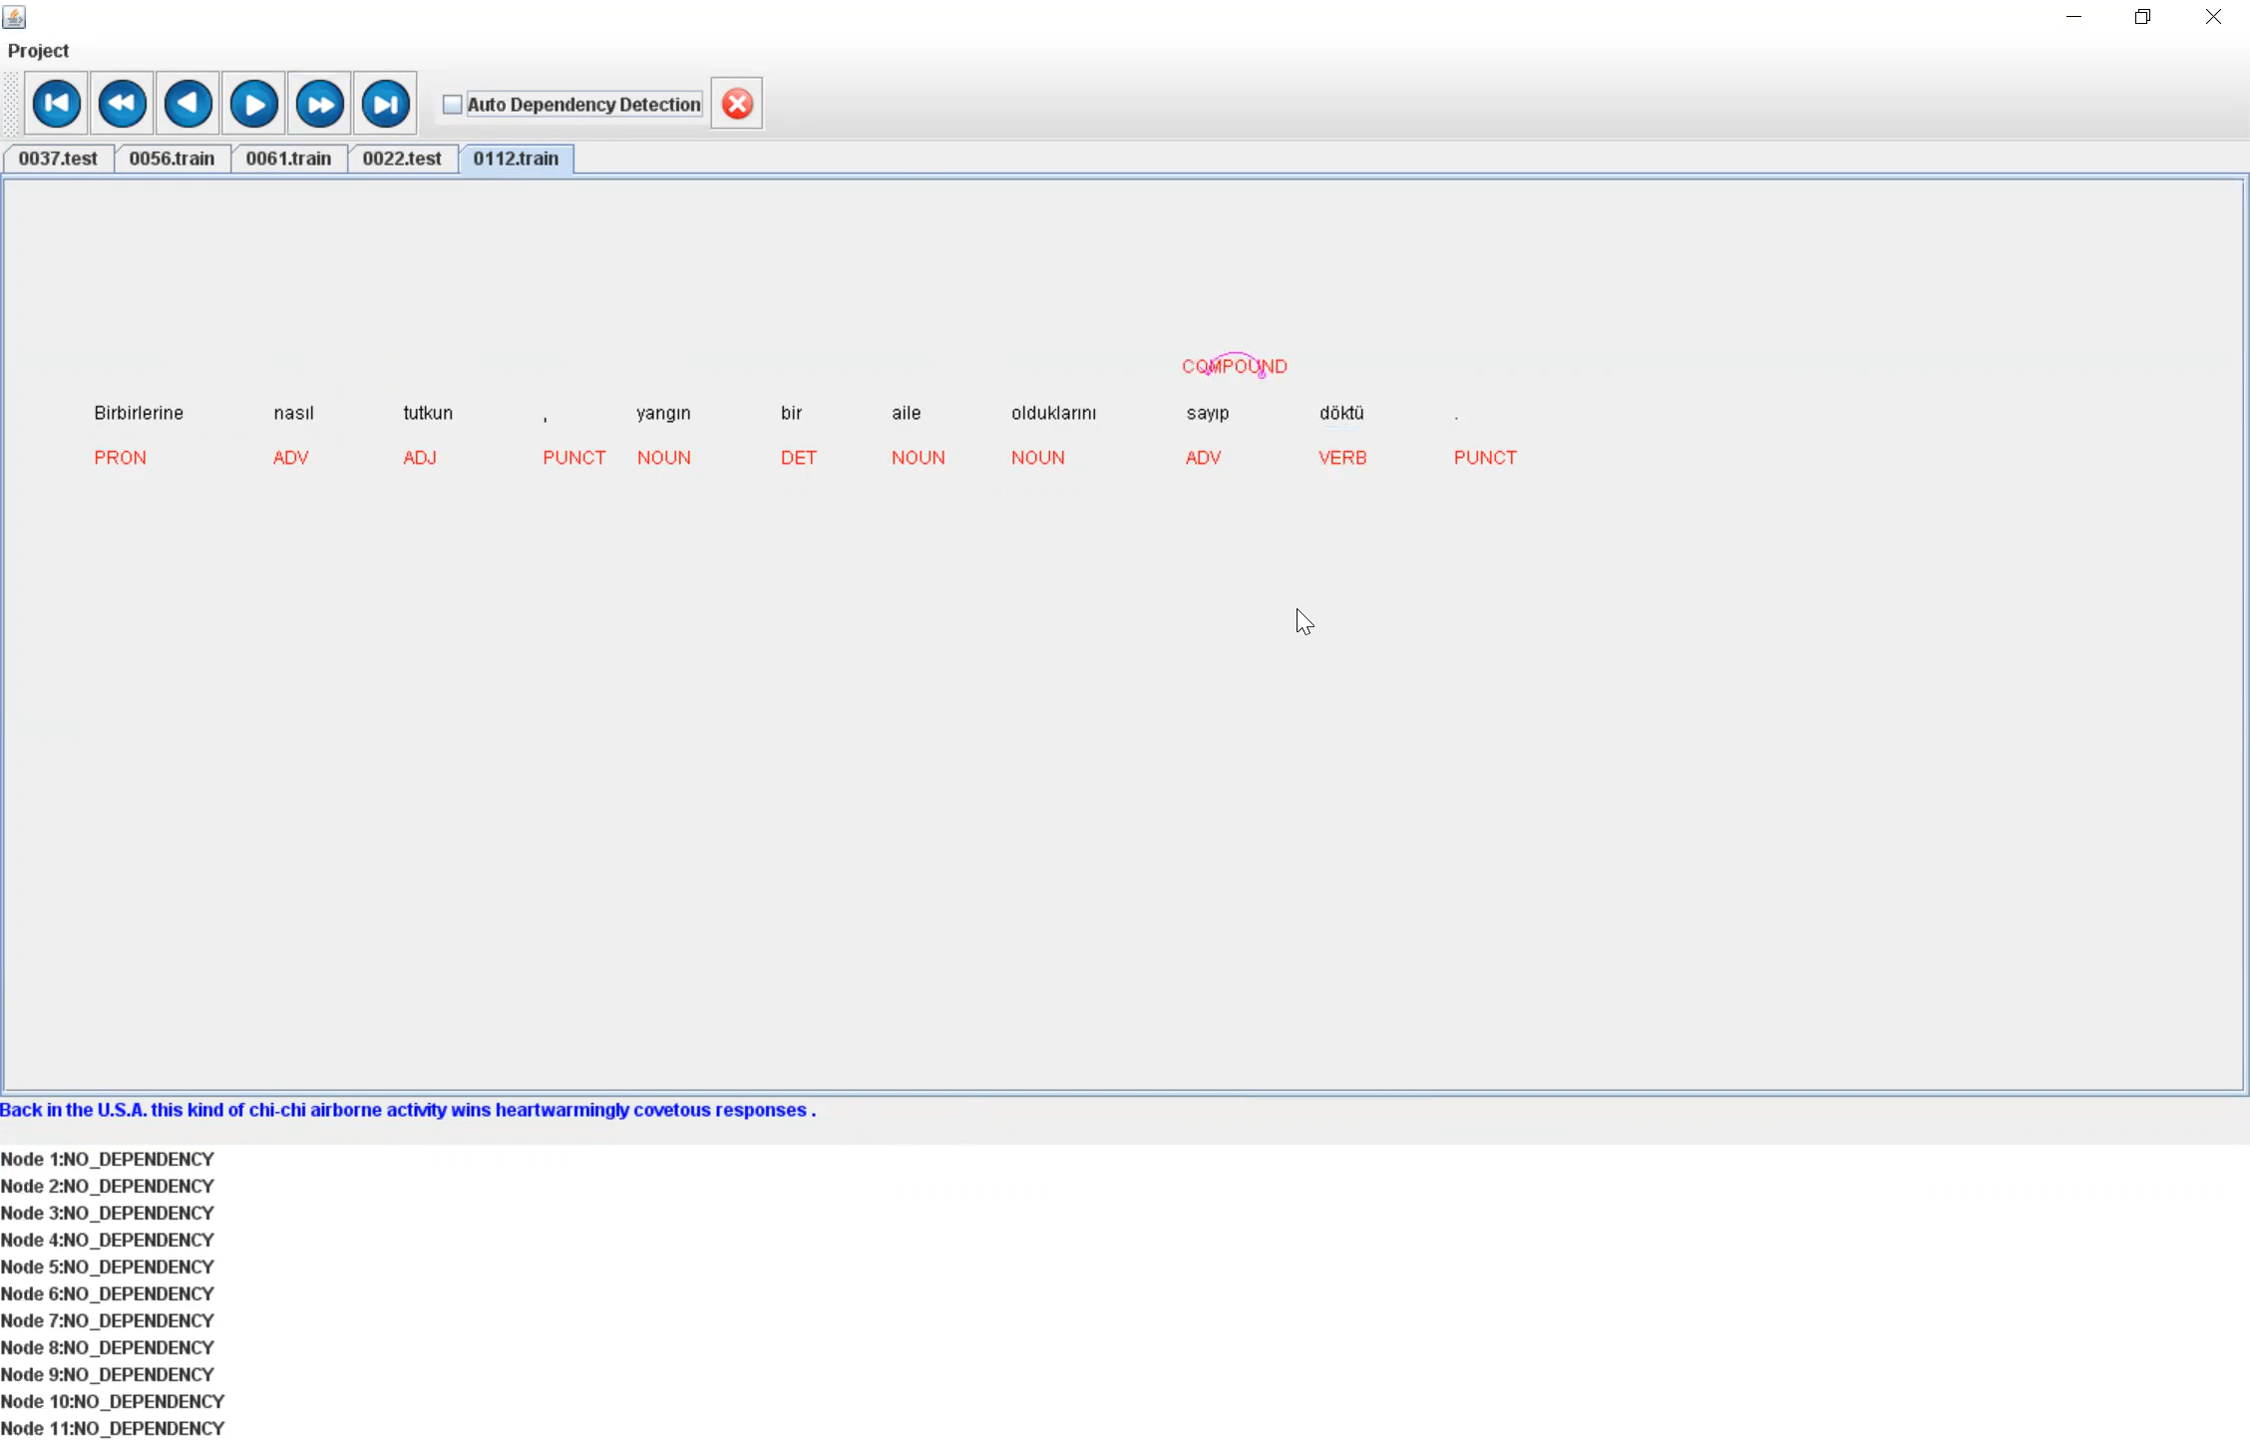 Project
Auto Dependency Detection
0037.test 0056.train 0061.train 0022.test 0112.train
COMPOUND
Birbirlerine nasıl tutkun , yangın bir aile olduklarını sayıp döktü .
PRON ADV ADJ PUNCT NOUN DET NOUN NOUN ADV VERB PUNCT
Back in the U.S.A. this kind of chi-chi airborne activity wins heartwarmingly covetous responses .
Node 1:NO_DEPENDENCY
Node 2:NO_DEPENDENCY
Node 3:NO_DEPENDENCY
Node 4:NO_DEPENDENCY
Node 5:NO_DEPENDENCY
Node 6:NO_DEPENDENCY
Node 7:NO_DEPENDENCY
Node 8:NO_DEPENDENCY
Node 9:NO_DEPENDENCY
Node 10:NO_DEPENDENCY
Node 11:NO_DEPENDENCY